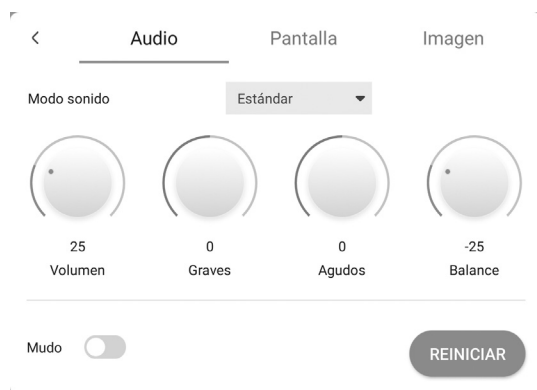 Audio Pantalla Imagen
Modo sonido Estándar
25 0 0 -25
Volumen Graves Agudos Balance
Mudo REINICIAR